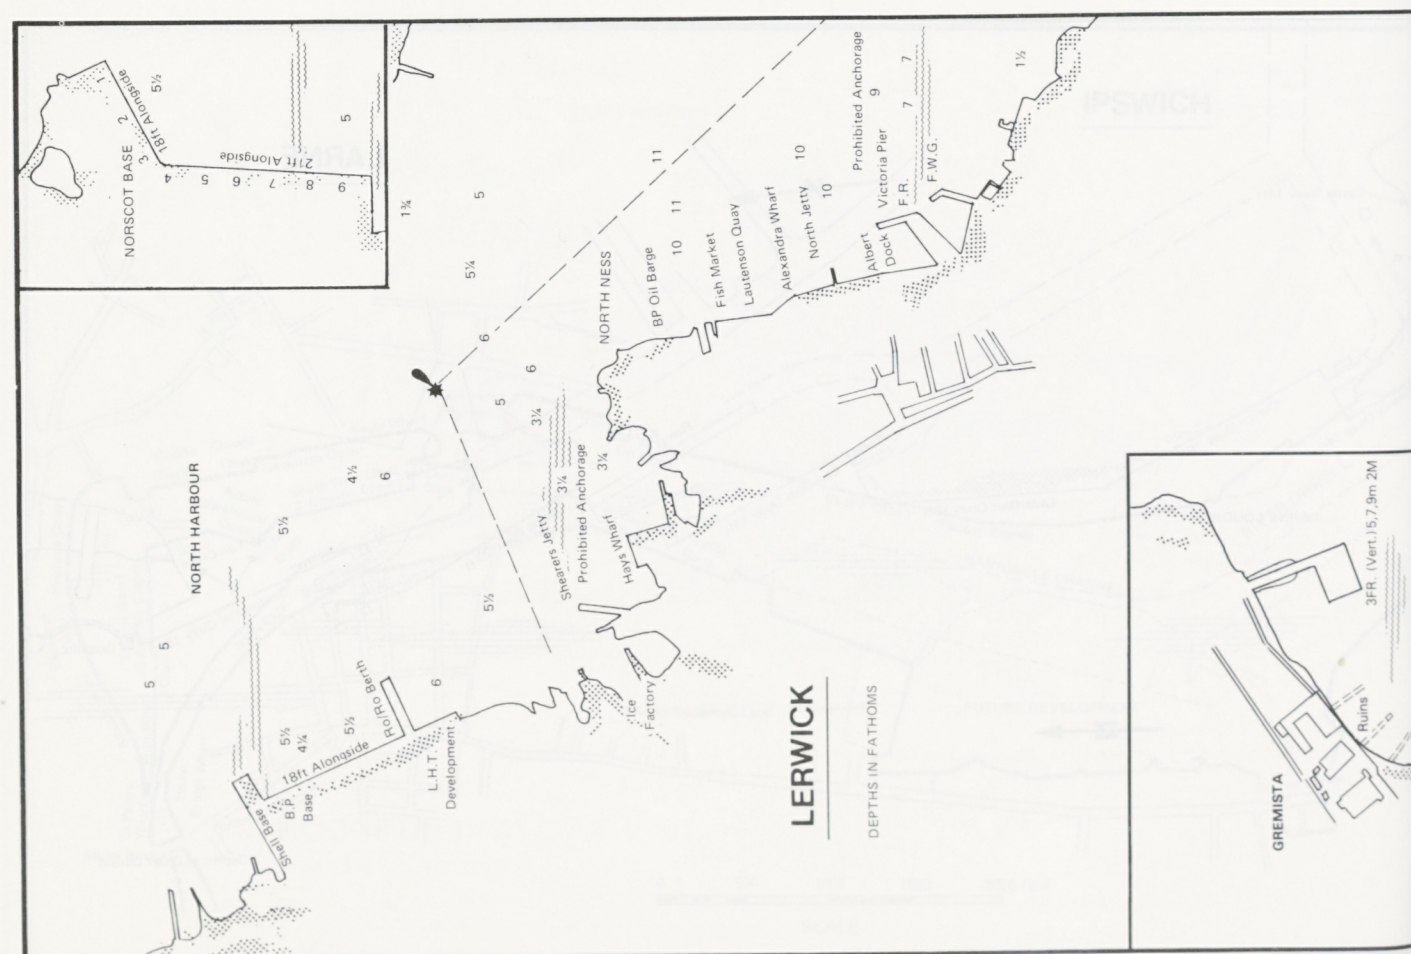 LERWICK
DEPTHS IN FATHOMS
NORSCOT BASE
18ft Alongside
21ft Alongside
1
2
3
4
5
6
7
8
9
5½
5
1¾
5
5¼
6
6
5
3¼
3¼
3¼
NORTH HARBOUR
4½
6
5½
5½
5
5
5½
4¼
5½
6
Shell Base
B.P.
Base
18ft Alongside
Ro/Ro Berth
L.H.T.
Development
Ice
Factory
Shearers Jetty
Prohibited Anchorage
Hays Wharf
NORTH NESS
BP Oil Barge
10
11
11
Fish Market
Lautenson Quay
Alexandra Wharf
North Jetty
10
10
Albert
Dock
Victoria Pier
Prohibited Anchorage
9
F.R.
7
7
F.W.G.
1½
GREMISTA
Ruins
3FR. (Vert.) 5,7,9m 2M
IPSWICH